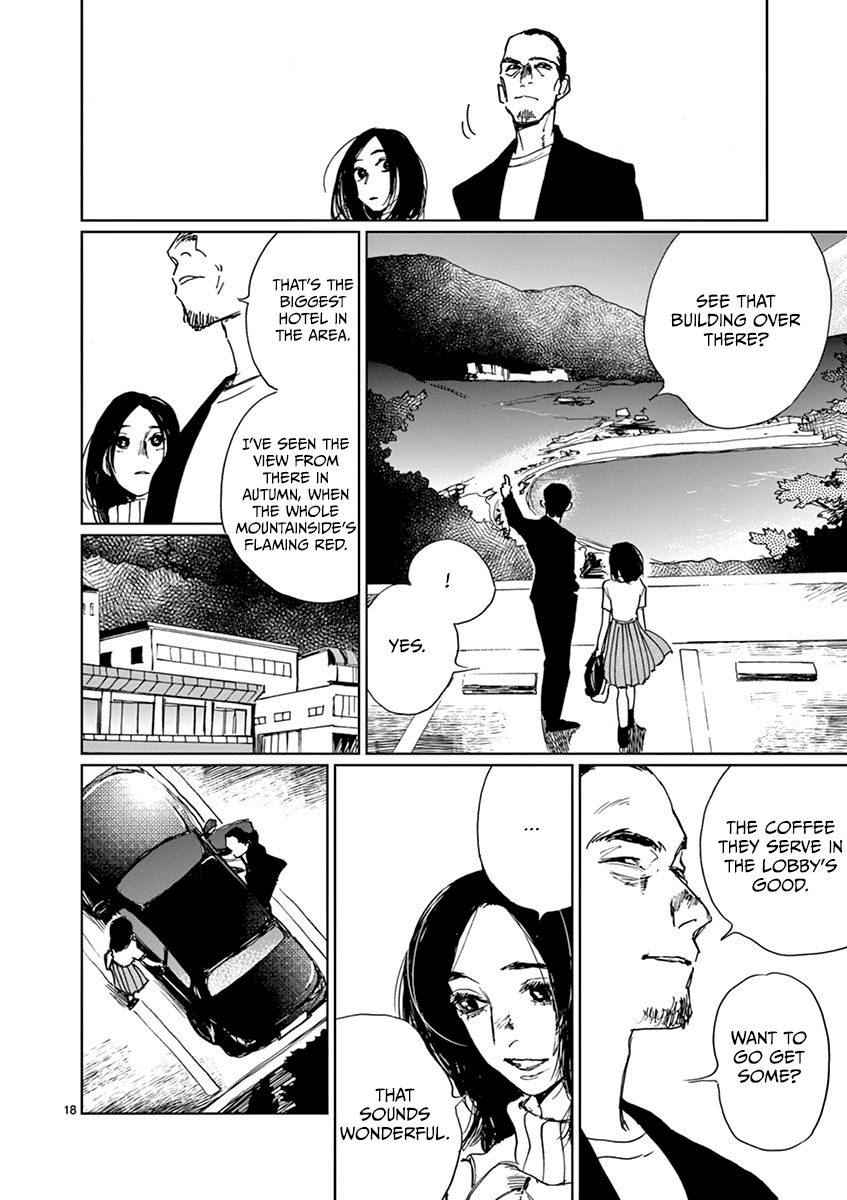 SEE THAT
BUILDING OVER
THERE?
!
YES.
THAT'S THE
BIGGEST
HOTEL IN
THE AREA.
I'VE SEEN THE
VIEW FROM
THERE IN
AUTUMN, WHEN
THE WHOLE
MOUNTAINSIDE'S
FLAMING RED.
THE COFFEE
THEY SERVE IN
THE LOBBY'S
GOOD.
WANT TO
GO GET
SOME?
...
THAT
SOUNDS
WONDERFUL.
18